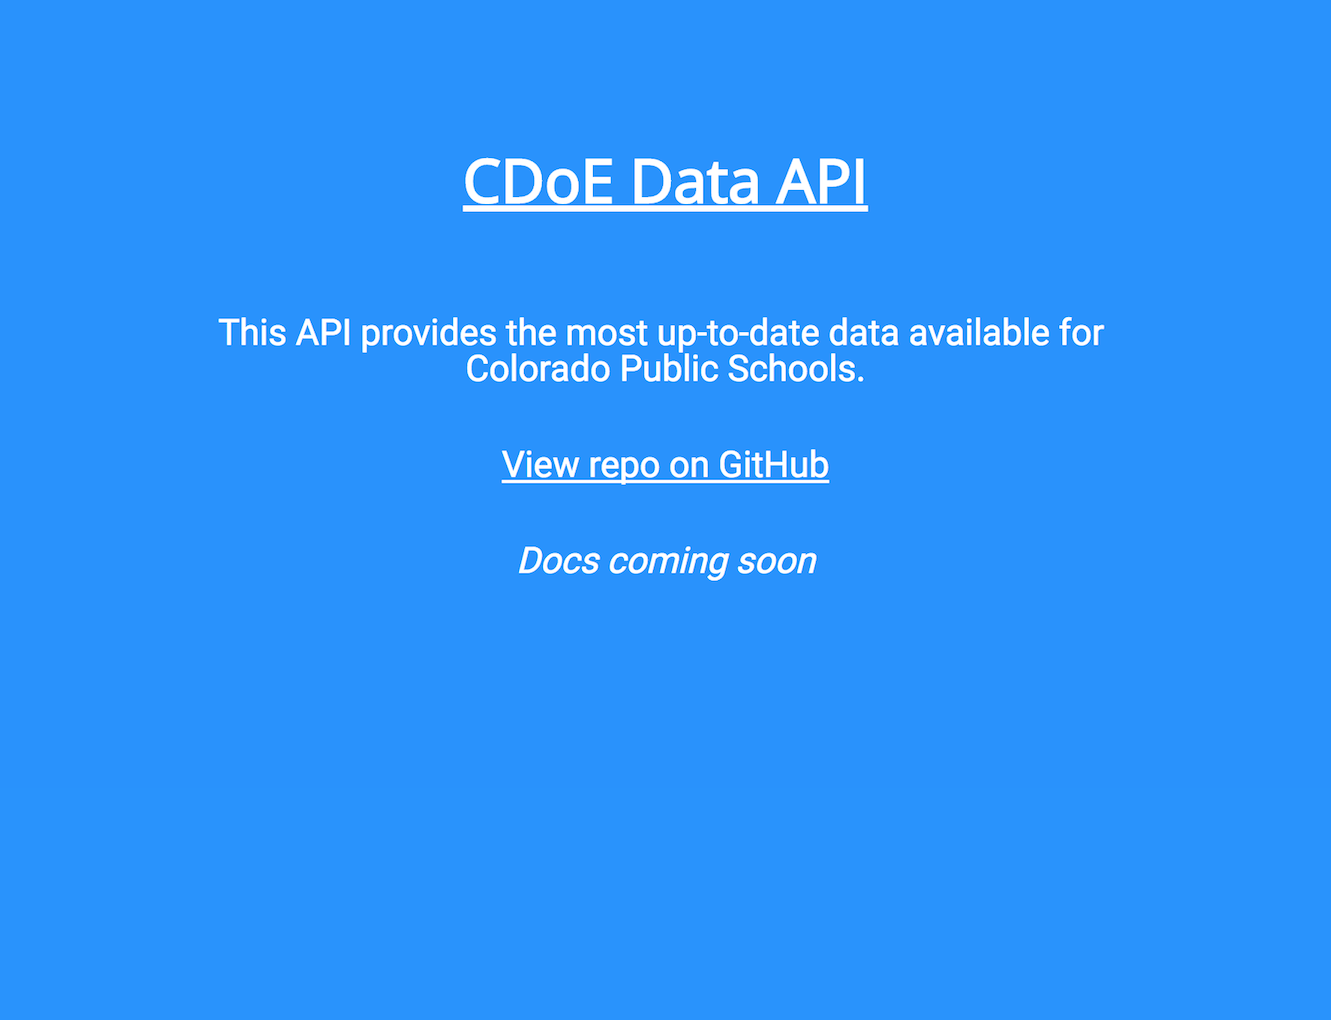 CDoE Data API
This API provides the most up-to-date data available for
Colorado Public Schools.
View repo on GitHub
Docs coming soon